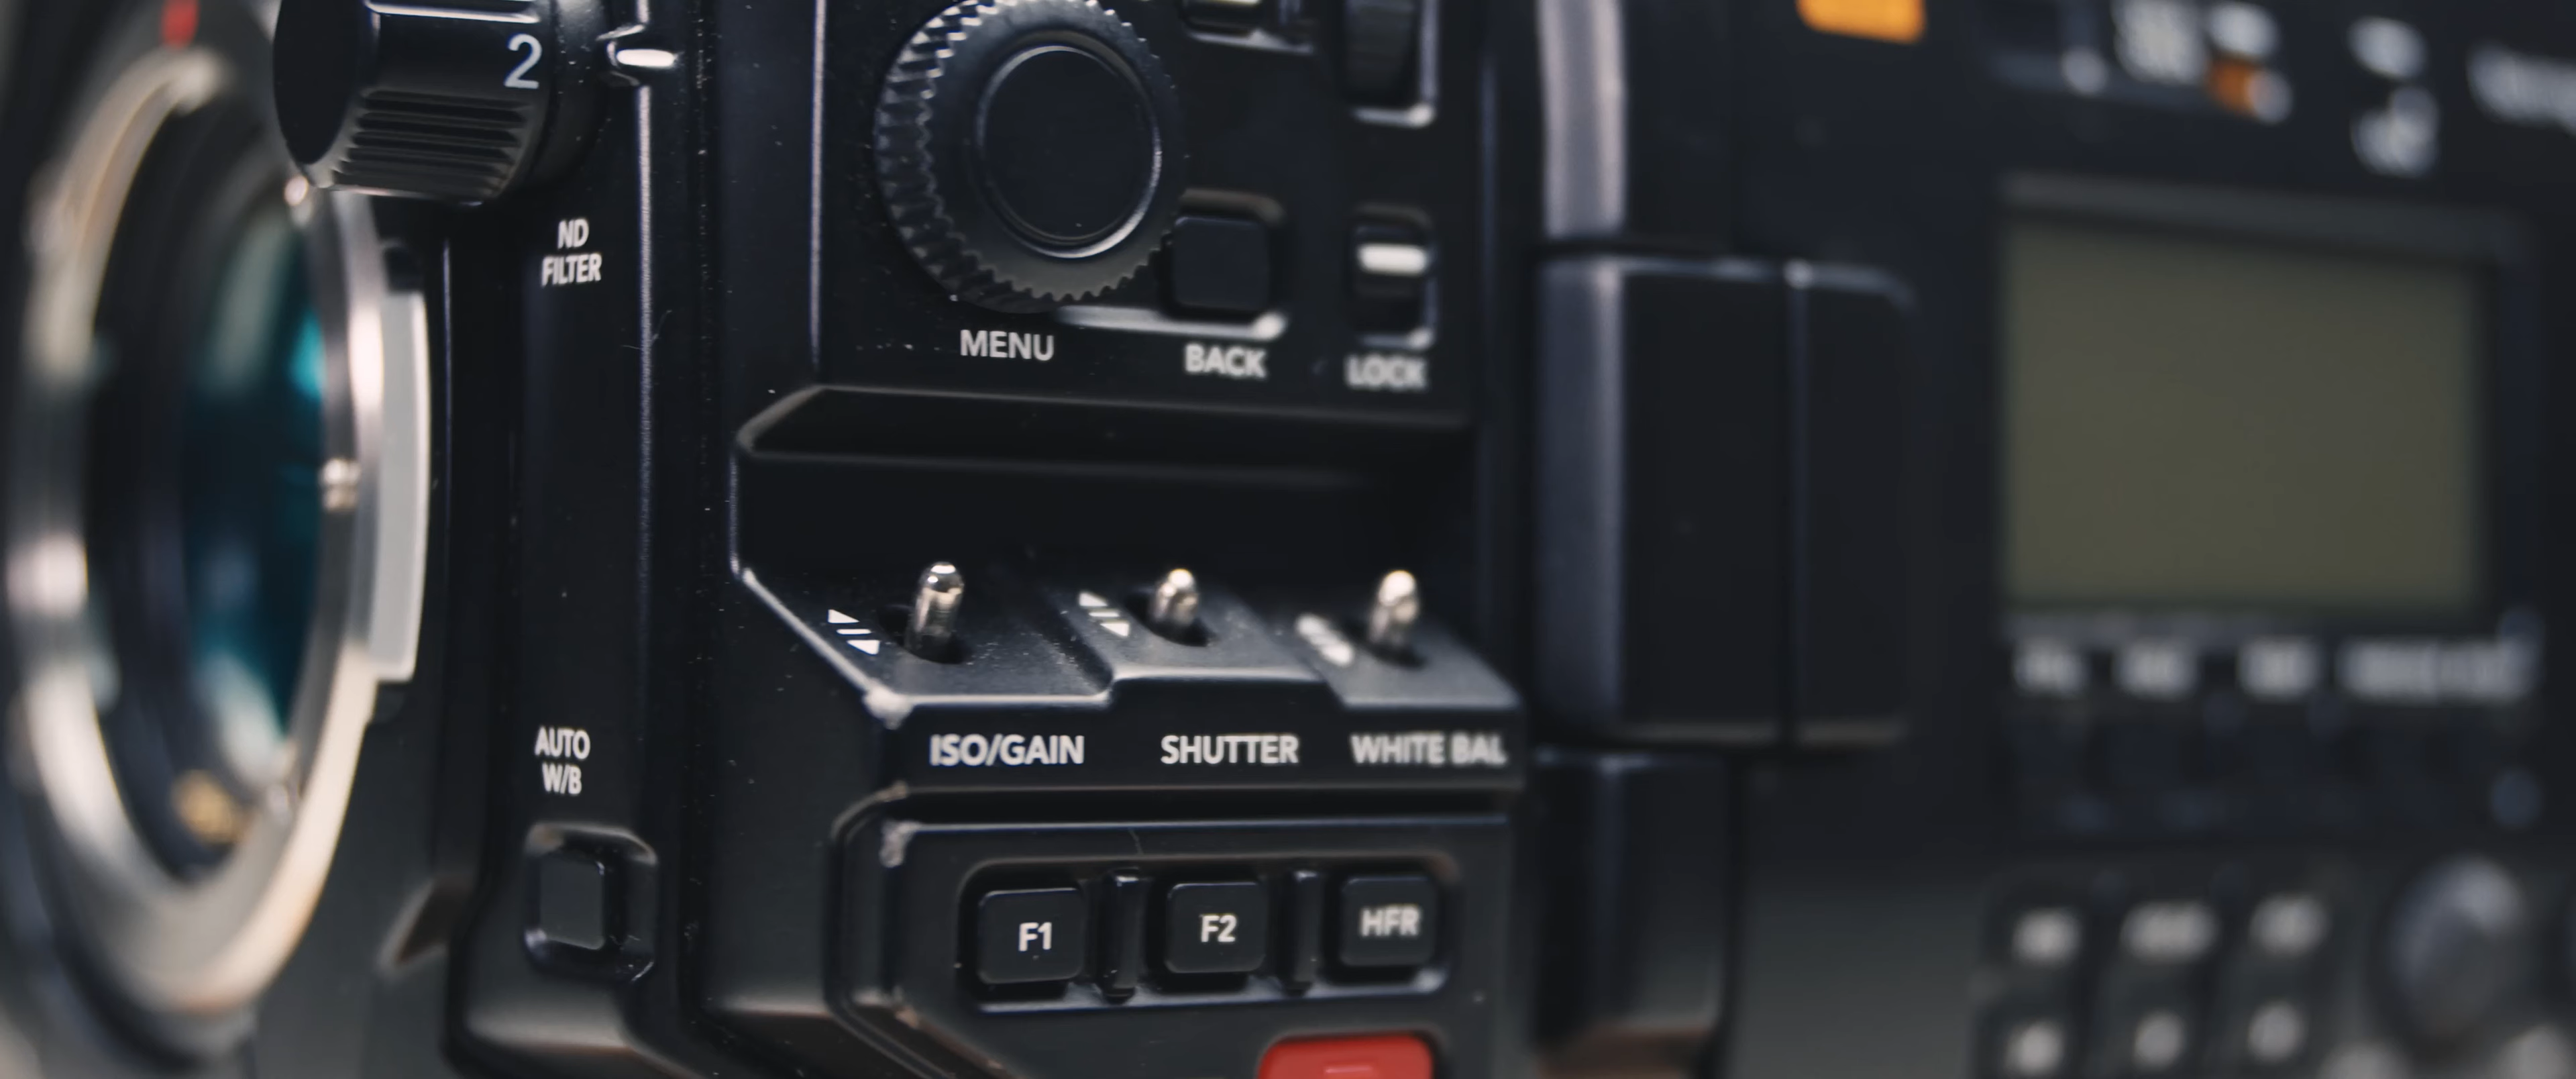 2
ND
FILTER
MENU
BACK
LOCK
AUTO
W/B
ISO/GAIN
SHUTTER
WHITE BAL
F1
F2
HFR